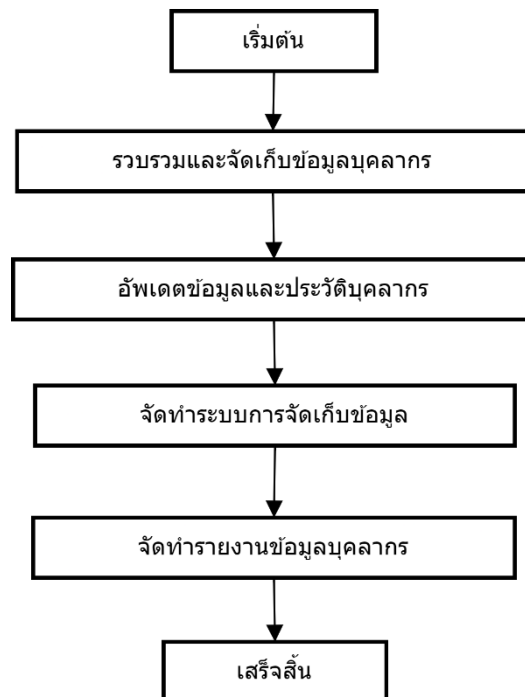 เริ่มต้น
รวบรวมและจัดเก็บข้อมูลบุคลากร
อัพเดตข้อมูลและประวัติบุคลากร
จัดทำระบบการจัดเก็บข้อมูล
จัดทำรายงานข้อมูลบุคลากร
เสร็จสิ้น